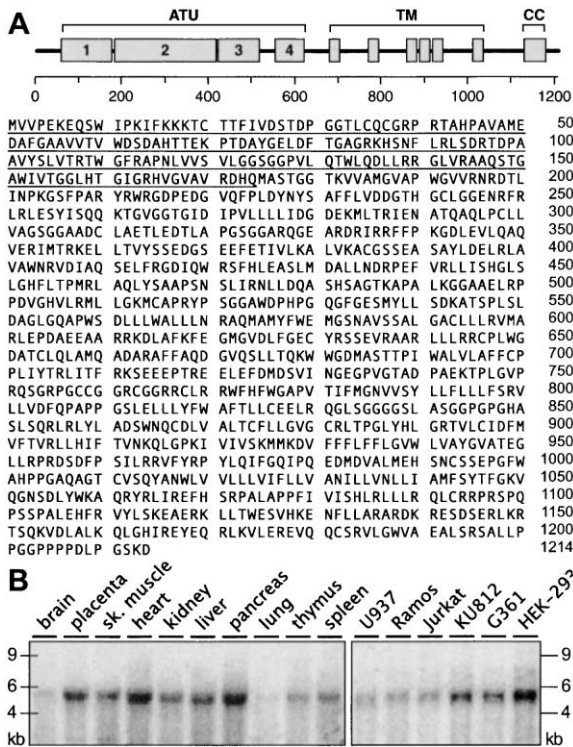 A
ATU TM CC
1 2 3 4
0 200 400 600 800 1000 1200
MVVPEKEQSW IPKIFKKKTC TTFIVDSTDP GGTLCQCGRP RTAHPAVAME 50
DAFGAAVVTV WDSDAHTTEK PTDAYGELDF TGAGRKHSNF LRLSDRTDPA 100
AVYSLVTRTW GFRAPNLVVS VLGGSGGPVL QTWLQDLLRR GLVRAAQSTG 150
AWIVTGGLHT GIGRHVGVAV RDHQMASTGG TKVVAMGVAP WGVVRNRDTL 200
INPKGSFPAR YRWRGDPEDG VQFPLDYNYS AFFLVDDGTH GCLGGENRFR 250
LRLESYISQQ KTGVGGTGID IPVLLLLIDG DEKMLTRIEN ATQAQLPCLL 300
VAGSGGAADC LAETLEDTLA PGSGGARQGE ARDRIRRFFP KGDLEVLQAQ 350
VERIMTRKEL LTVYSSEDGS EEFETIVLKA LVKACGSSEA SAYLDELRLA 400
VAWNRVDIAQ SELFRGDIQW RSFHLEASLM DALLNDRPEF VRLLISHGLS 450
LGHFLTPMRL AQLYSAAPSN SLIRNLLDQA SHSAGTKAPA LKGGAAELRP 500
PDVGHVLRML LGKMCAPRYP SGGAWDPHPG QGFGESMYLL SDKATSPLSL 550
DAGLGQAPWS DLLLWALLLN RAQMAMYFWE MGSNAVSSAL GACLLLRVMA 600
RLEPDAEEAA RRKDLAFKFE GMGVDLFGEC YRSSEVRAAR LLLRRCPLWG 650
DATCLQLAMQ ADARAFFAQD GVQSLLTQKW WGDMASTTPI WALVLAFFCP 700
PLIYTRLITF RKSEEEPTRE ELEFDMDSVI NGEGPVGTAD PAEKTPLGVP 750
RQSGRPGCCG GRCGGRRCLR RWFHFWGAPV TIFMGNVVSY LLFLLLFSRV 800
LLVDFQPAPP GSLELLLYFW AFTLLCEELR QGLSGGGGSL ASGGPGPGHA 850
SLSQRLRLYL ADSWNQCDLV ALTCFLLGVG CRLTPGLYHL GRTVLCIDFM 900
VFTVRLLHIF TVNKQLGPKI VIVSKMMKDV FFFLFFLGVW LVAYGVATEG 950
LLRPRDSDFP SILRRVFYRP YLQIFGQIPQ EDMDVALMEH SNCSSEPGFW 1000
AHPPGAQAGT CVSQYANWLV VLLLVIFLLV ANILLVNLLI AMFSYTFGKV 1050
QGNSDLYWKA QRYRLIREFH SRPALAPPFI VISHLRLLLR QLCRRPRSPQ 1100
PSSPALEHFR VYLSKEAERK LLTWESVHKE NFLLARARDK RESDSERLKR 1150
TSQKVDLALK QLGHIREYEQ RLKVLEREVQ QCSRVLGWVA EALSRSALLP 1200
PGGPPPPDLP GSKD 1214
B
brain placenta sk. muscle heart kidney liver pancreas lung thymus spleen U937 Ramos Jurkat KU812 G361 HEK-293
9 9
6 6
4 4
kb kb